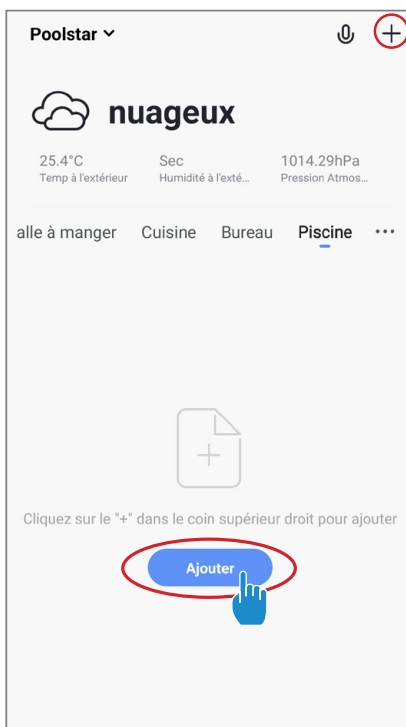 Poolstar
nuageux
25.4°C Sec 1014.29hPa
Temp à l'extérieur Humidité à l'exté... Pression Atmos...
alle à manger Cuisine Bureau Piscine ...
Cliquez sur le "+" dans le coin supérieur droit pour ajouter
Ajouter